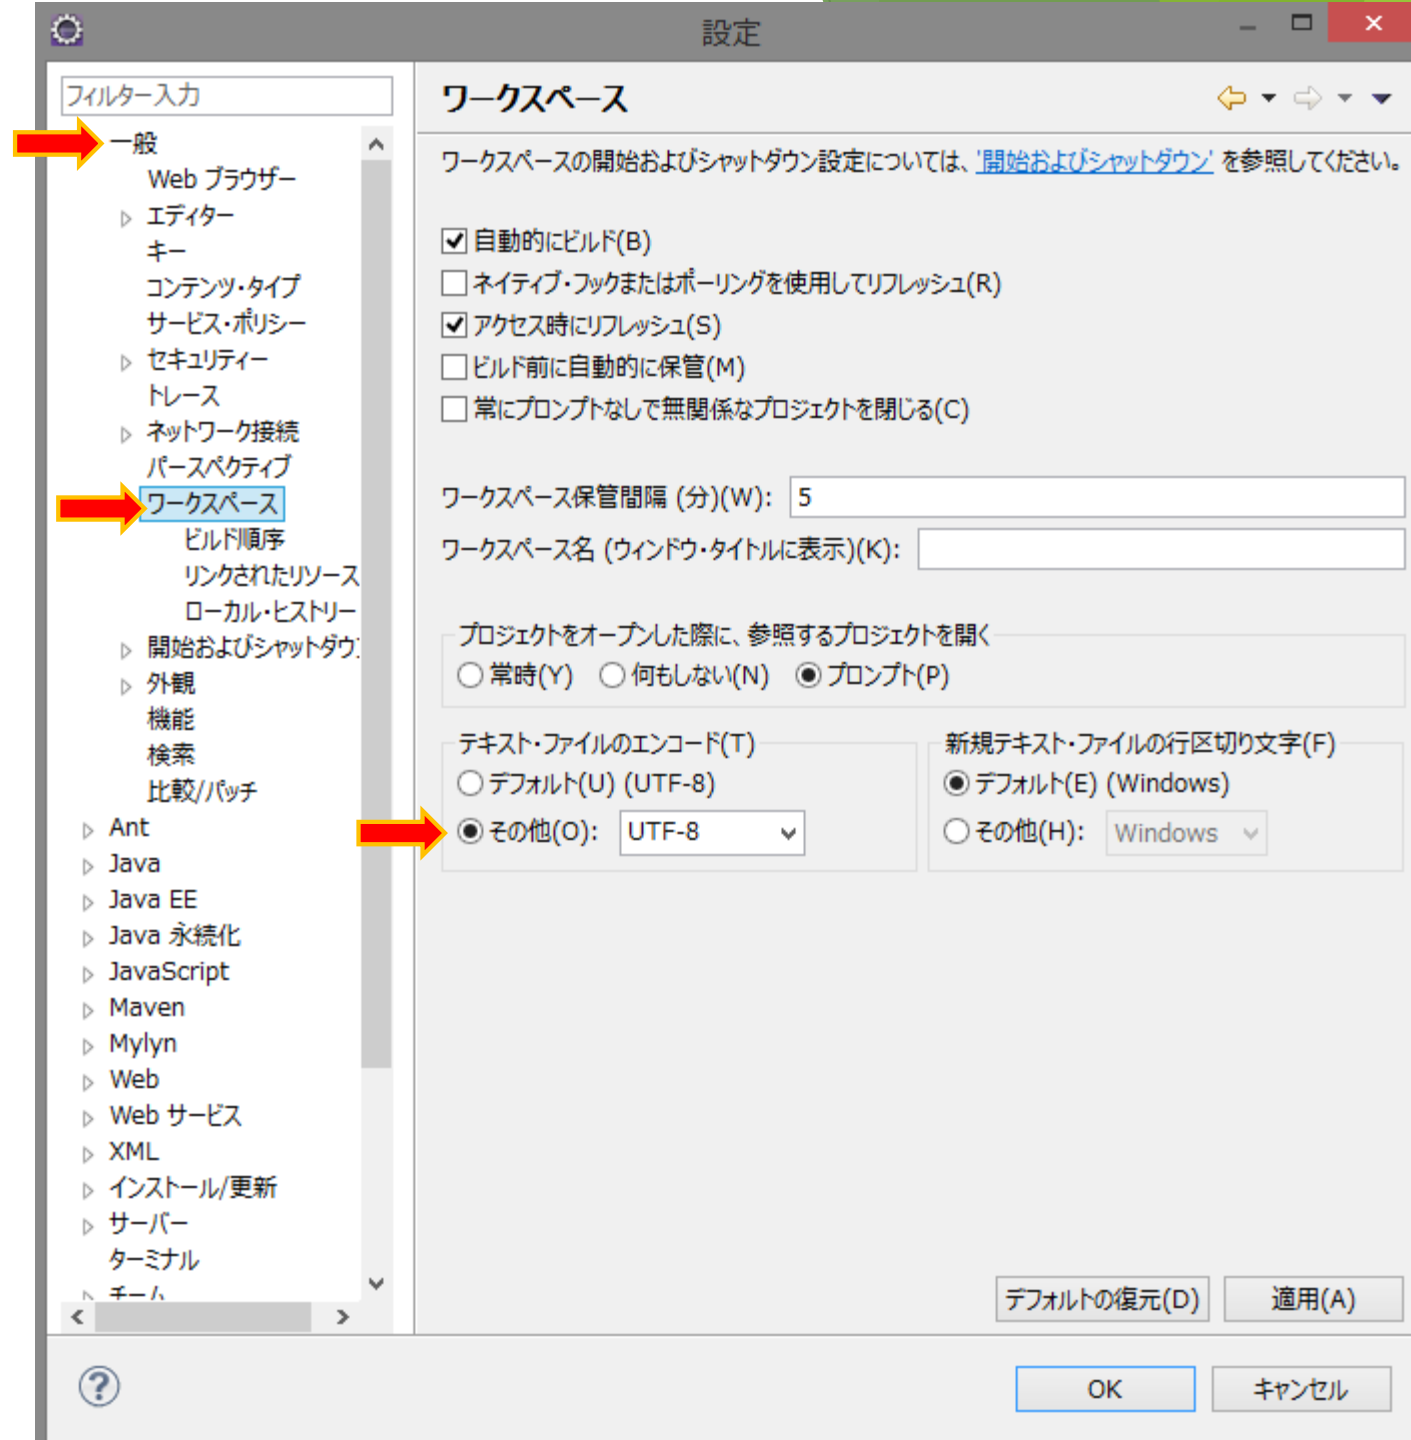 設定
フィルター入力
一般
Web ブラウザー
エディター
キー
コンテンツ・タイプ
サービス・ポリシー
セキュリティー
トレース
ネットワーク接続
パースペクティブ
ワークスペース
ビルド順序
リンクされたリソース
ローカル・ヒストリー
開始およびシャットダウ
外観
機能
検索
比較/パッチ
Ant
Java
Java EE
Java 永続化
JavaScript
Maven
Mylyn
Web
Web サービス
XML
インストール/更新
サーバー
ターミナル
チーム
ワークスペース
ワークスペースの開始およびシャットダウン設定については、'開始およびシャットダウン' を参照してください。
自動的にビルド(B)
ネイティブ・フックまたはポーリングを使用してリフレッシュ(R)
アクセス時にリフレッシュ(S)
ビルド前に自動的に保管(M)
常にプロンプトなしで無関係なプロジェクトを閉じる(C)
ワークスペース保管間隔 (分)(W): 5
ワークスペース名 (ウィンドウ・タイトルに表示)(K):
プロジェクトをオープンした際に、参照するプロジェクトを開く
常時(Y) 何もしない(N) プロンプト(P)
テキスト・ファイルのエンコード(T)
デフォルト(U) (UTF-8)
その他(O): UTF-8
新規テキスト・ファイルの行区切り文字(F)
デフォルト(E) (Windows)
その他(H): Windows
デフォルトの復元(D) 適用(A)
OK キャンセル